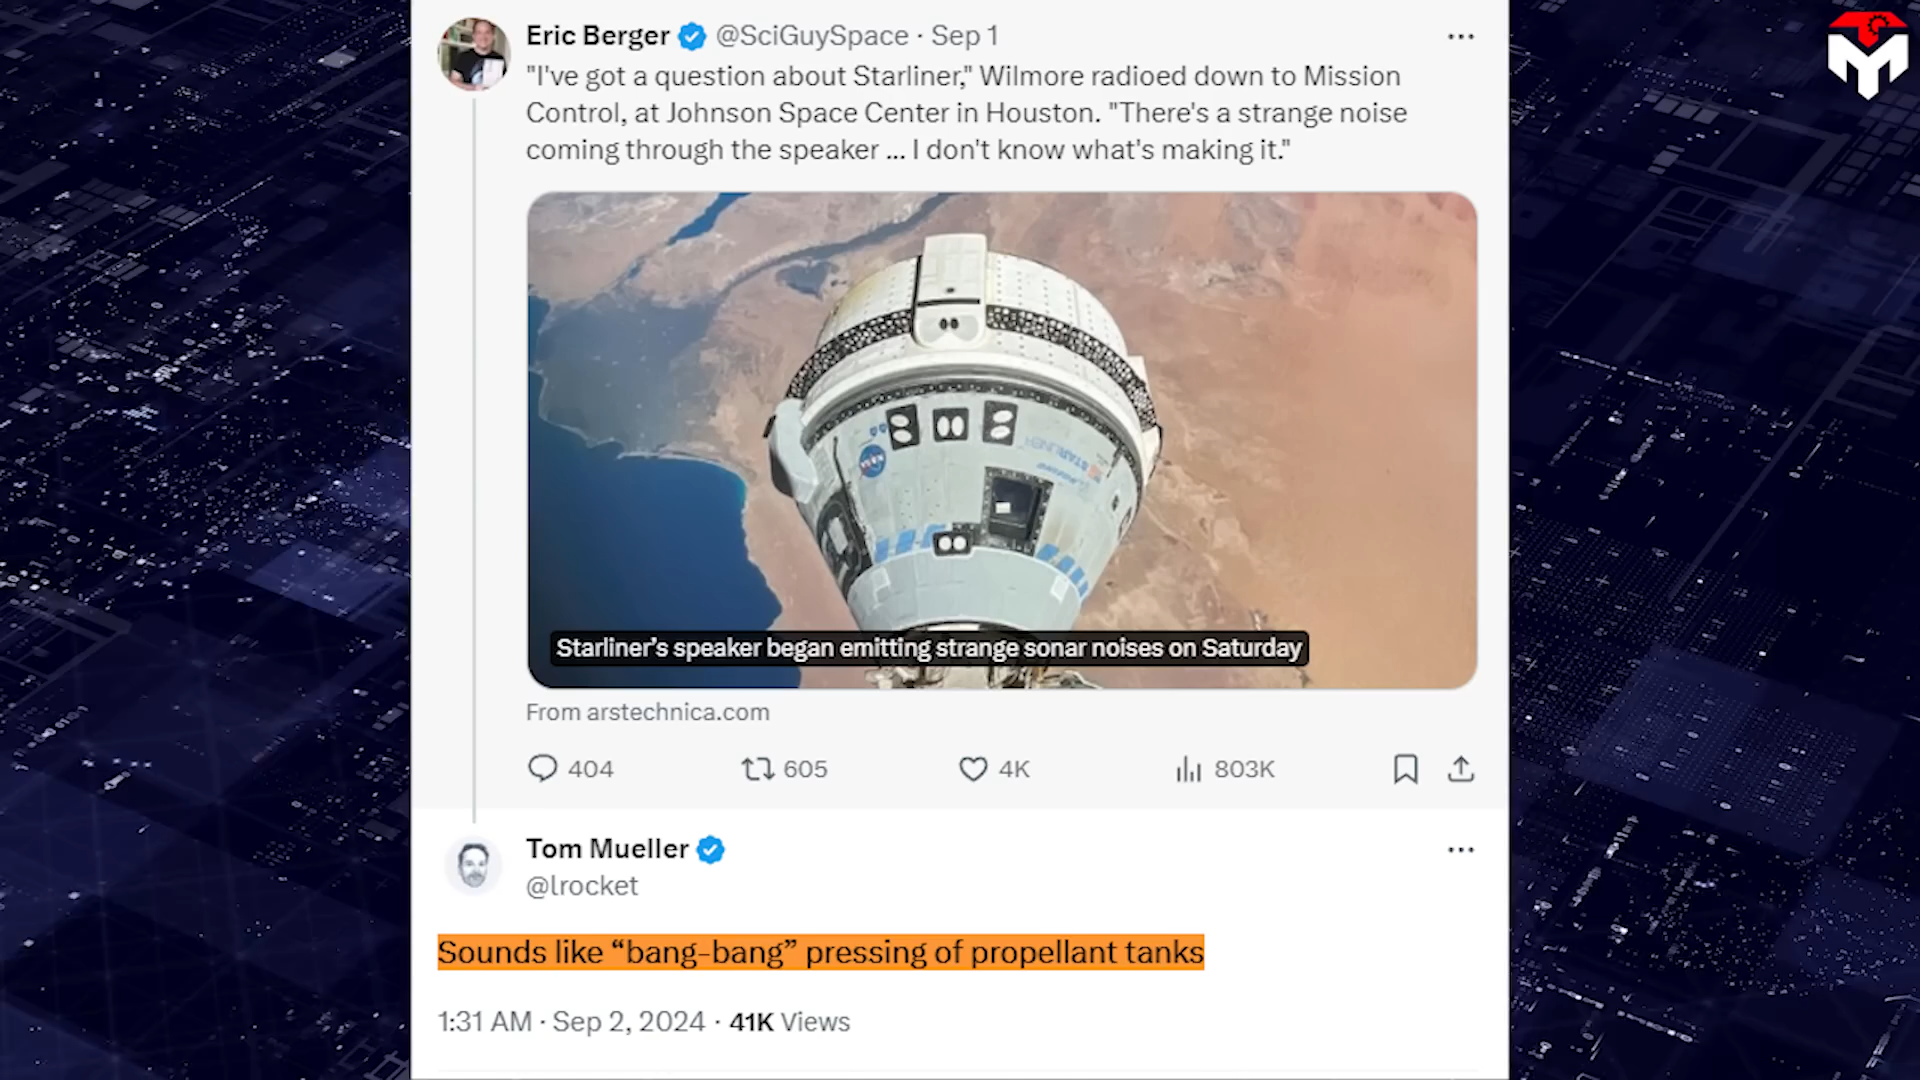 Eric Berger @SciGuySpace · Sep 1
"I've got a question about Starliner," Wilmore radioed down to Mission
Control, at Johnson Space Center in Houston. "There's a strange noise
coming through the speaker ... I don't know what's making it."
STARLINER
NASA
Starliner’s speaker began emitting strange sonar noises on Saturday
From arstechnica.com
404 605 4K 803K
Tom Mueller
@lrocket
Sounds like “bang-bang” pressing of propellant tanks
1:31 AM · Sep 2, 2024 · 41K Views